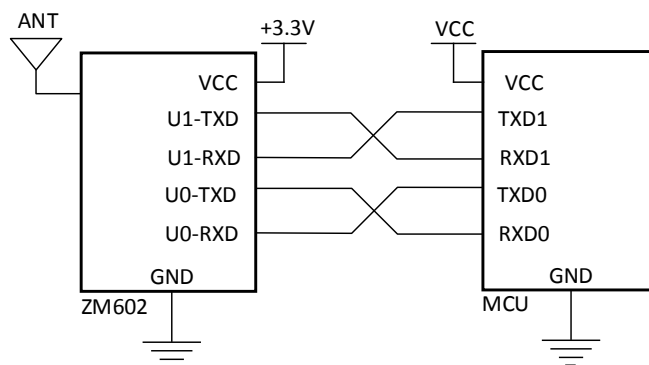 ANT
+3.3V
VCC
VCC
U1-TXD
U1-RXD
U0-TXD
U0-RXD
GND
ZM602
VCC
TXD1
RXD1
TXD0
RXD0
GND
MCU